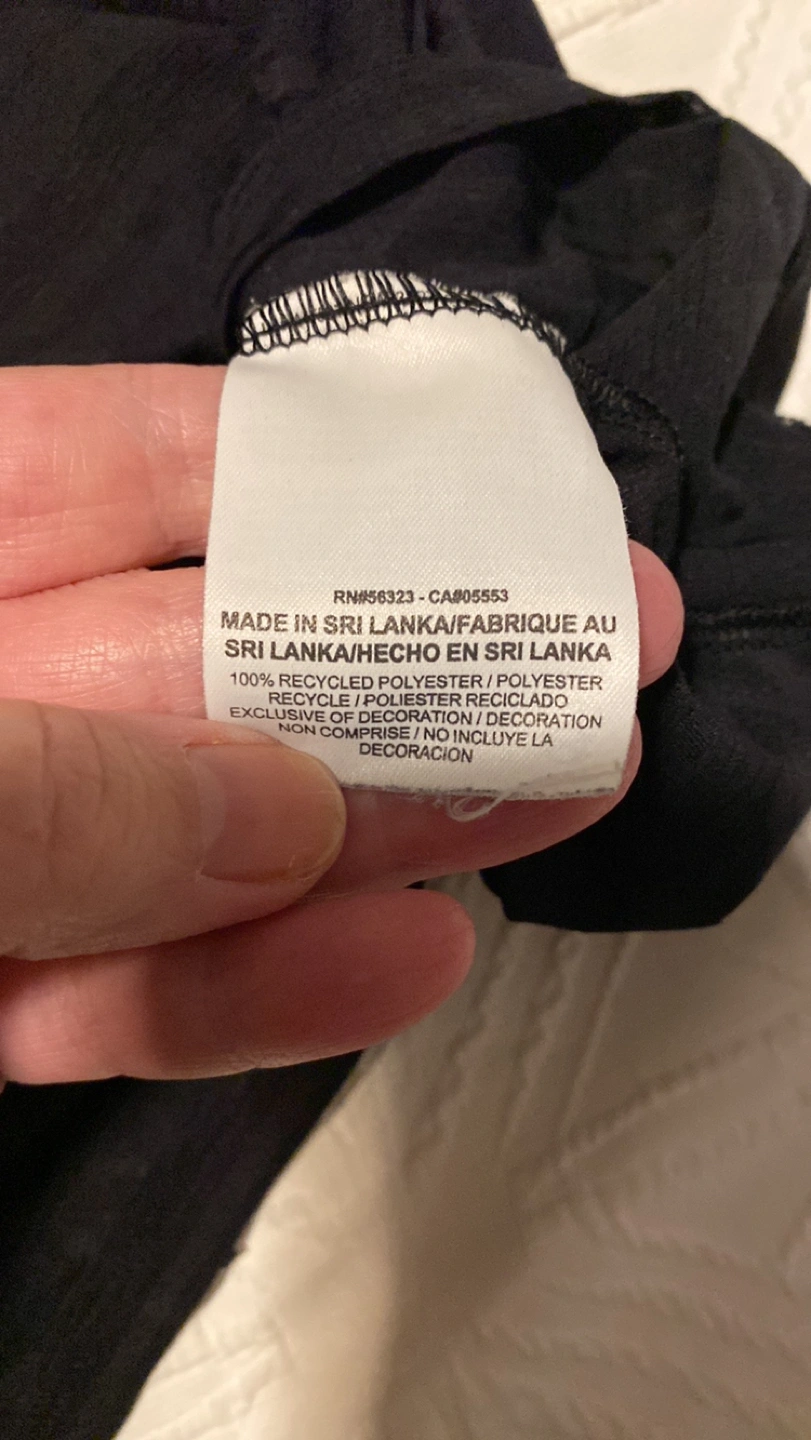 RN#56323 - CA#05553
MADE IN SRI LANKA/FABRIQUE AU
SRI LANKA/HECHO EN SRI LANKA
100% RECYCLED POLYESTER / POLYESTER
RECYCLE / POLIESTER RECICLADO
EXCLUSIVE OF DECORATION / DECORATION
NON COMPRISE / NO INCLUYE LA
DECORACION